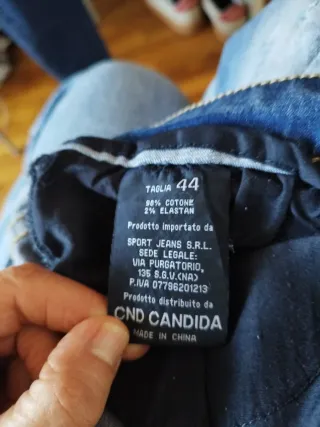 TAGLIA 44
98% COTONE
2% ELASTAN
Prodotto importato da
SPORT JEANS S.R.L.
SEDE LEGALE:
VIA PURGATORIO,
135 S.G.V.(NA)
P.IVA 07796201213
Prodotto distribuito da
CND CANDIDA
MADE IN CHINA